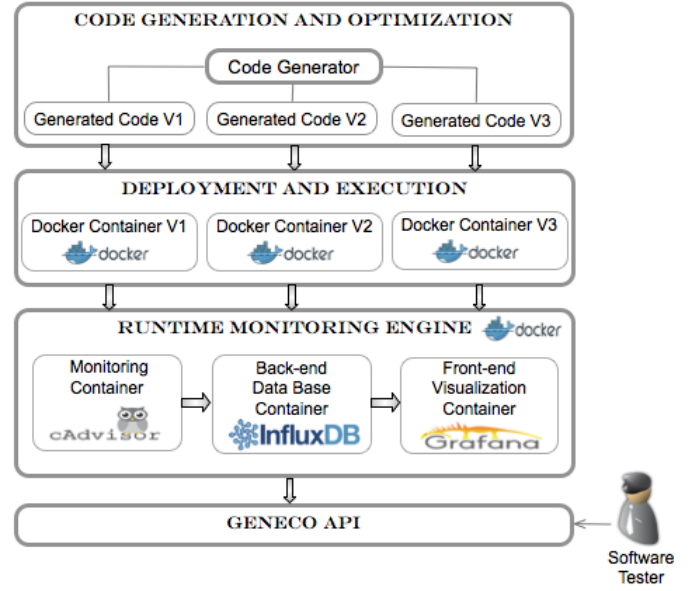 CODE GENERATION AND OPTIMIZATION
Code Generator
Generated Code V1
Generated Code V2
Generated Code V3
DEPLOYMENT AND EXECUTION
Docker Container V1
docker
Docker Container V2
docker
Docker Container V3
docker
RUNTIME MONITORING ENGINE
docker
Monitoring
Container
cAdvisor
Back-end
Data Base
Container
InfluxDB
Front-end
Visualization
Container
Grafana
GENECO API
Software
Tester